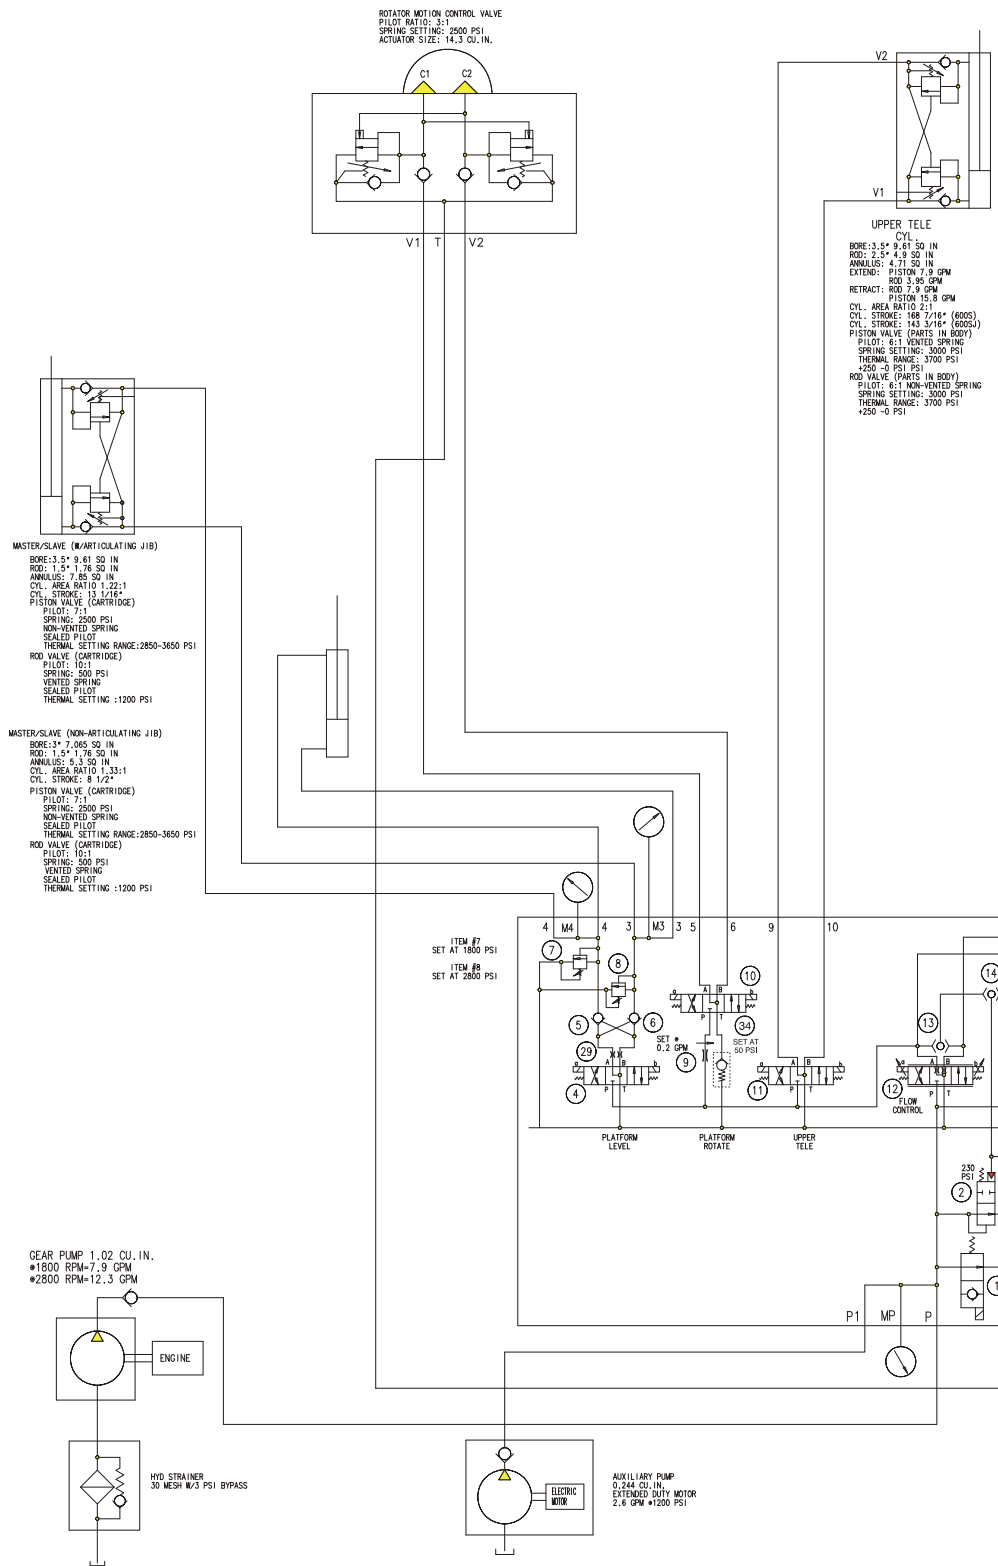 ROTATOR MOTION CONTROL VALVE
PILOT RATIO: 3:1
SPRING SETTING: 2500 PSI
ACTUATOR SIZE: 14.3 CU.IN.
C1
C2
V1
T
V2
V2
V1
UPPER TELE
CYL.
BORE:3.5" 9.61 SQ IN
ROD: 2.5" 4.9 SQ IN
ANNULUS: 4.71 SQ IN
EXTEND: PISTON 7.9 GPM
ROD 3.95 GPM
RETRACT: ROD 7.9 GPM
PISTON 15.8 GPM
CYL. AREA RATIO 2:1
CYL. STROKE: 168 7/16" (600S)
CYL. STROKE: 143 3/16" (600SJ)
PISTON VALVE (PARTS IN BODY)
PILOT: 6:1 VENTED SPRING
SPRING SETTING: 3000 PSI
THERMAL RANGE: 3700 PSI
+250 -0 PSI PSI
ROD VALVE (PARTS IN BODY)
PILOT: 6:1 NON-VENTED SPRING
SPRING SETTING: 3000 PSI
THERMAL RANGE: 3700 PSI
+250 -0 PSI
MASTER/SLAVE (W/ARTICULATING JIB)
BORE:3.5" 9.61 SQ IN
ROD: 1.5" 1.76 SQ IN
ANNULUS: 7.85 SQ IN
CYL. AREA RATIO 1.22:1
CYL. STROKE: 13 1/16"
PISTON VALVE (CARTRIDGE)
PILOT: 7:1
SPRING: 2500 PSI
NON-VENTED SPRING
SEALED PILOT
THERMAL SETTING RANGE:2850-3650 PSI
ROD VALVE (CARTRIDGE)
PILOT: 10:1
SPRING: 500 PSI
VENTED SPRING
SEALED PILOT
THERMAL SETTING :1200 PSI
MASTER/SLAVE (NON-ARTICULATING JIB)
BORE:3" 7.065 SQ IN
ROD: 1.5" 1.76 SQ IN
ANNULUS: 5.3 SQ IN
CYL. AREA RATIO 1.33:1
CYL. STROKE: 8 1/2"
PISTON VALVE (CARTRIDGE)
PILOT: 7:1
SPRING: 2500 PSI
NON-VENTED SPRING
SEALED PILOT
THERMAL SETTING RANGE:2850-3650 PSI
ROD VALVE (CARTRIDGE)
PILOT: 10:1
SPRING: 500 PSI
VENTED SPRING
SEALED PILOT
THERMAL SETTING :1200 PSI
4 M4 4 3 M3 3 5 6 9 10
ITEM #7
SET AT 1800 PSI
ITEM #8
SET AT 2800 PSI
7
8
10
14
a A B b
P T
5
6
34
SET AT
50 PSI
13
SET @
0.2 GPM
9
29
a A B b
P T
4
a A B b
P T
11
a A B b
P T
12
FLOW
CONTROL
PLATFORM
LEVEL
PLATFORM
ROTATE
UPPER
TELE
230
PSI
2
1
P1 MP P
GEAR PUMP 1.02 CU.IN.
@1800 RPM=7.9 GPM
@2800 RPM=12.3 GPM
ENGINE
HYD STRAINER
30 MESH W/3 PSI BYPASS
ELECTRIC
MOTOR
AUXILIARY PUMP
0.244 CU.IN.
EXTENDED DUTY MOTOR
2.6 GPM @1200 PSI